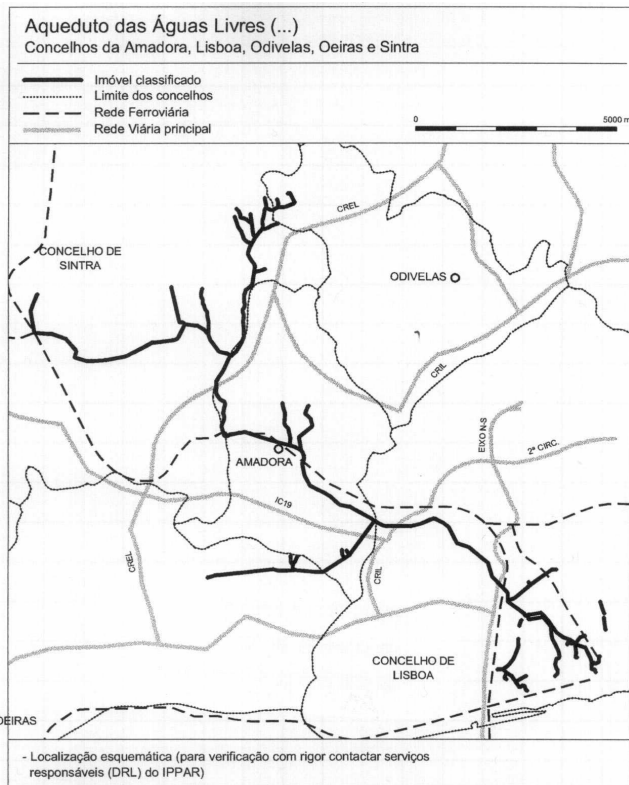 Aqueduto das Águas Livres (...)
Concelhos da Amadora, Lisboa, Odivelas, Oeiras e Sintra
Imóvel classificado
Limite dos concelhos
Rede Ferroviária
Rede Viária principal
0 5000 m
CREL
CONCELHO DE
SINTRA
ODIVELAS
CRIL
EIXO N-S
2ª CIRC.
AMADORA
IC19
CREL
CRIL
CONCELHO DE
LISBOA
OEIRAS
- Localização esquemática (para verificação com rigor contactar serviços
responsáveis (DRL) do IPPAR)